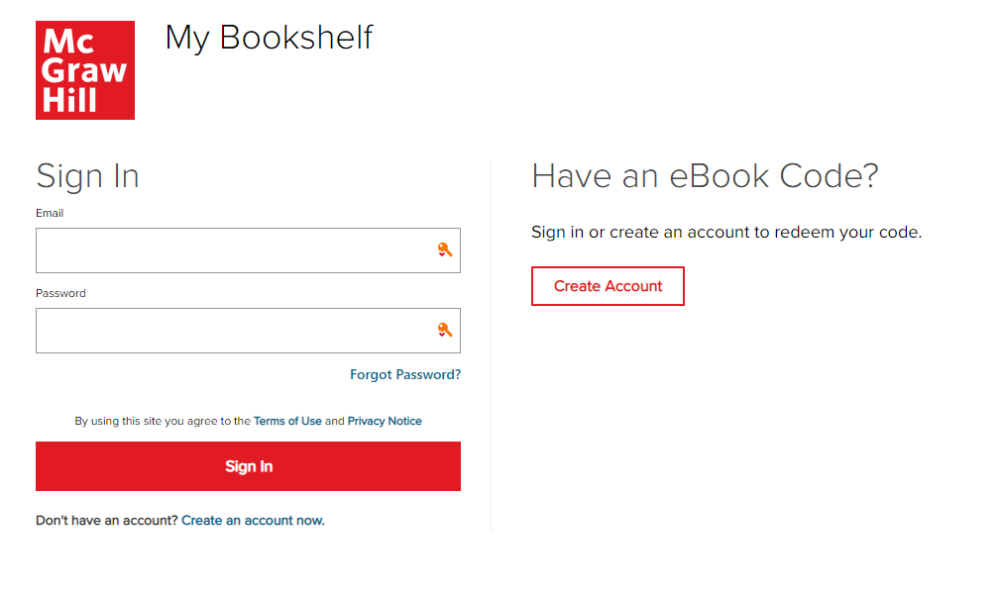 Mc
Graw
Hill
My Bookshelf
Sign In
Email
Password
Forgot Password?
By using this site you agree to the Terms of Use and Privacy Notice
Sign In
Don't have an account? Create an account now.
Have an eBook Code?
Sign in or create an account to redeem your code.
Create Account